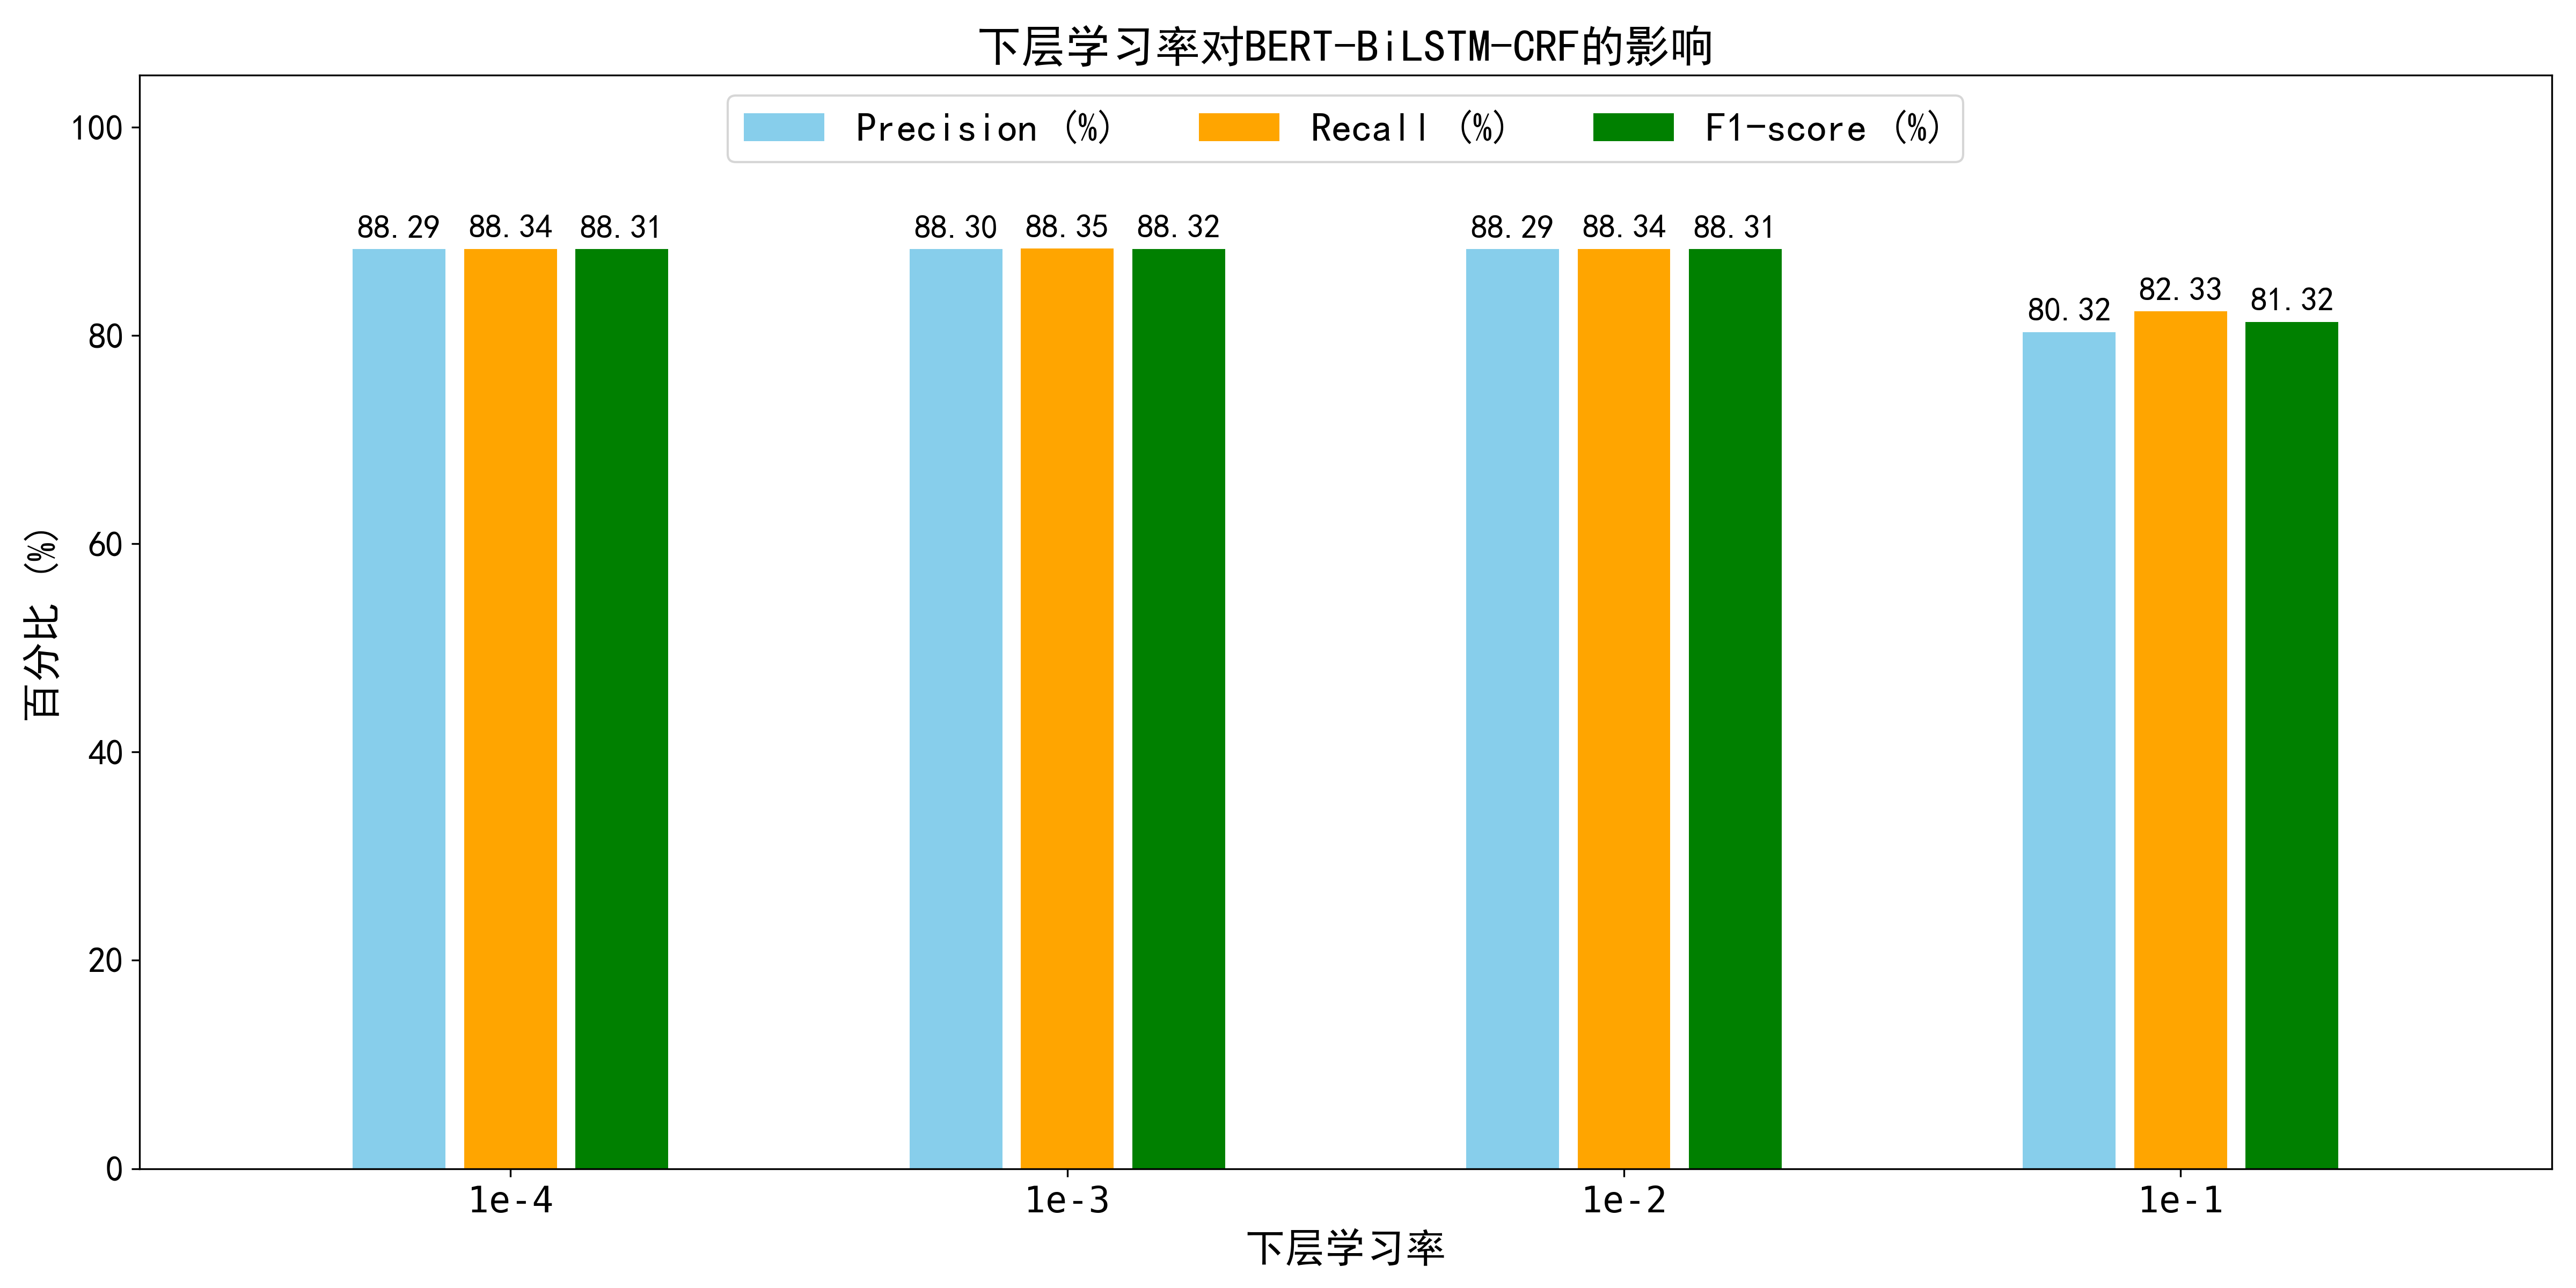 下层学习率对BERT-BiLSTM-CRF的影响
Precision (%) Recall (%) F1-score (%)
百分比 (%)
100
80
60
40
20
0
88.29 88.34 88.31
88.30 88.35 88.32
88.29 88.34 88.31
80.32 82.33 81.32
1e-4 1e-3 1e-2 1e-1
下层学习率